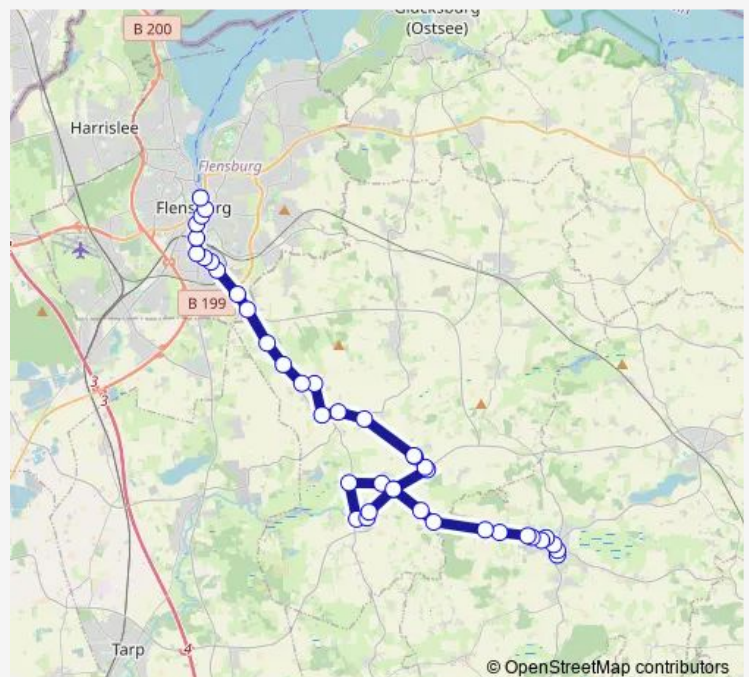 Glücksburg
(Ostsee)
B 200
Harrislee
Flensburg
Flensburg
B 199
3
3
4
Tarp
© OpenStreetMap contributors